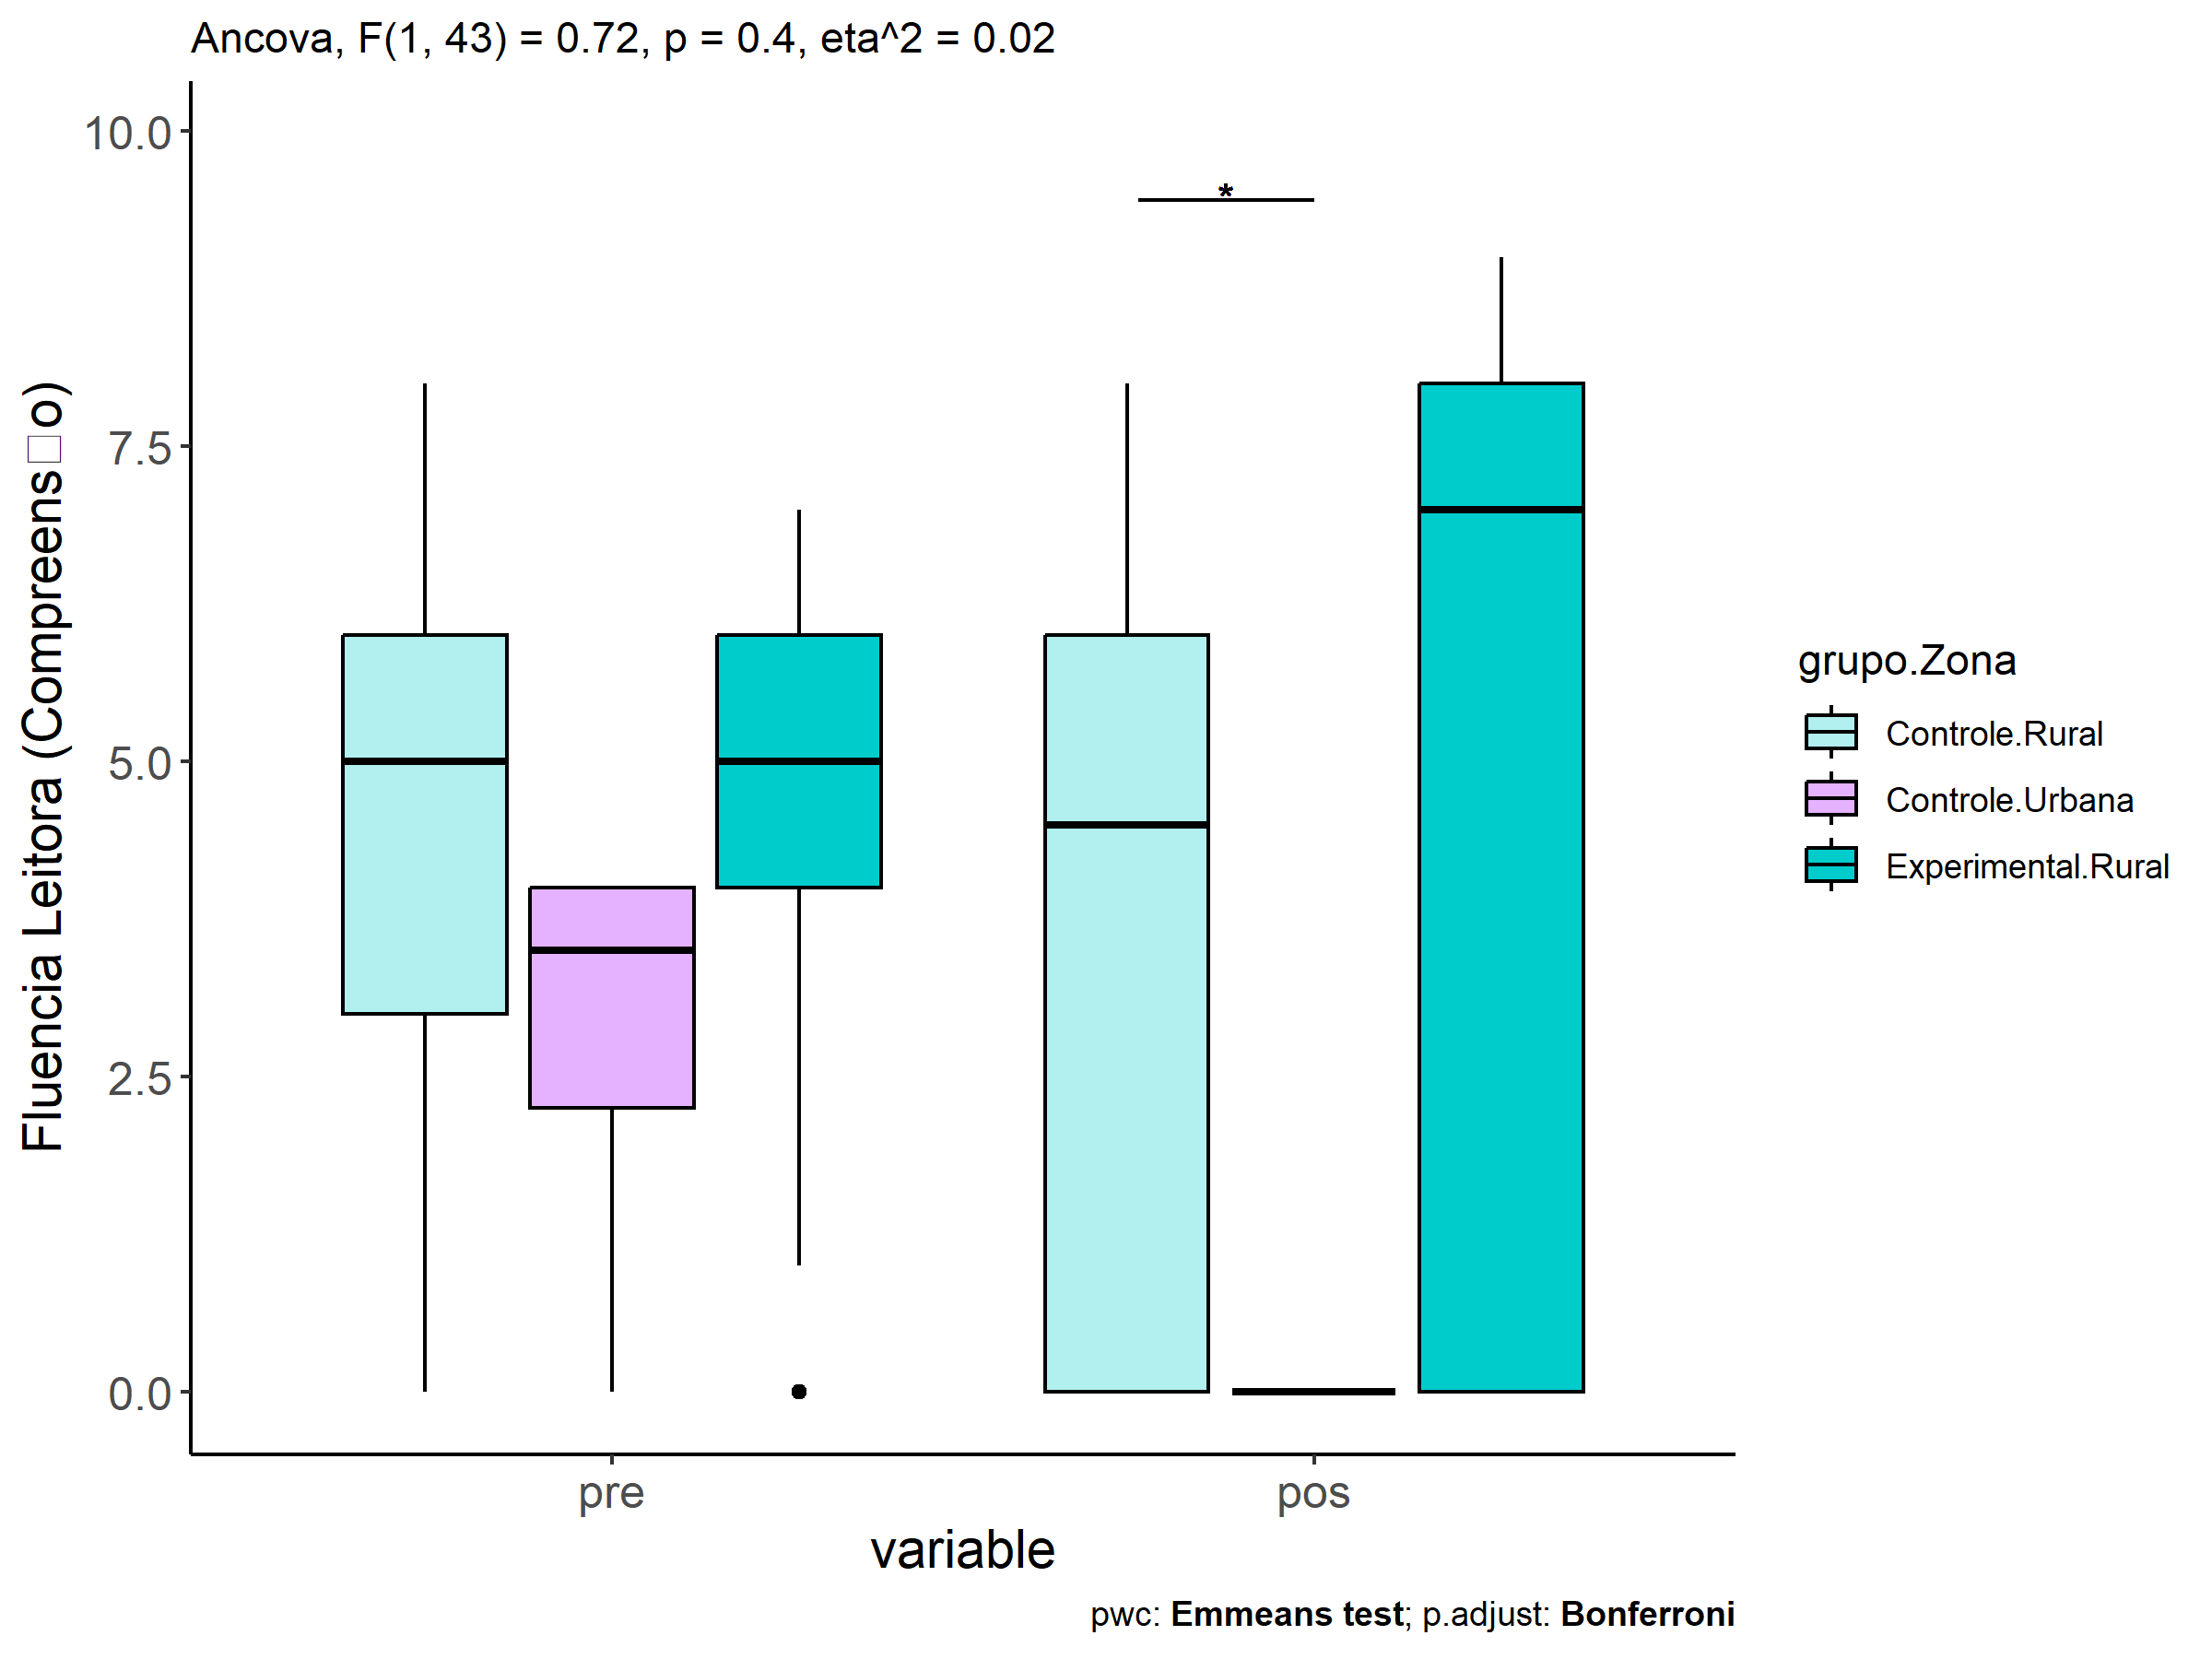 Ancova, F(1, 43) = 0.72, p = 0.4, eta^2 = 0.02
Fluencia Leitora (Compreens□o)
10.0
7.5
5.0
2.5
0.0
*
pre
pos
variable
grupo.Zona
Controle.Rural
Controle.Urbana
Experimental.Rural
pwc: Emmeans test; p.adjust: Bonferroni